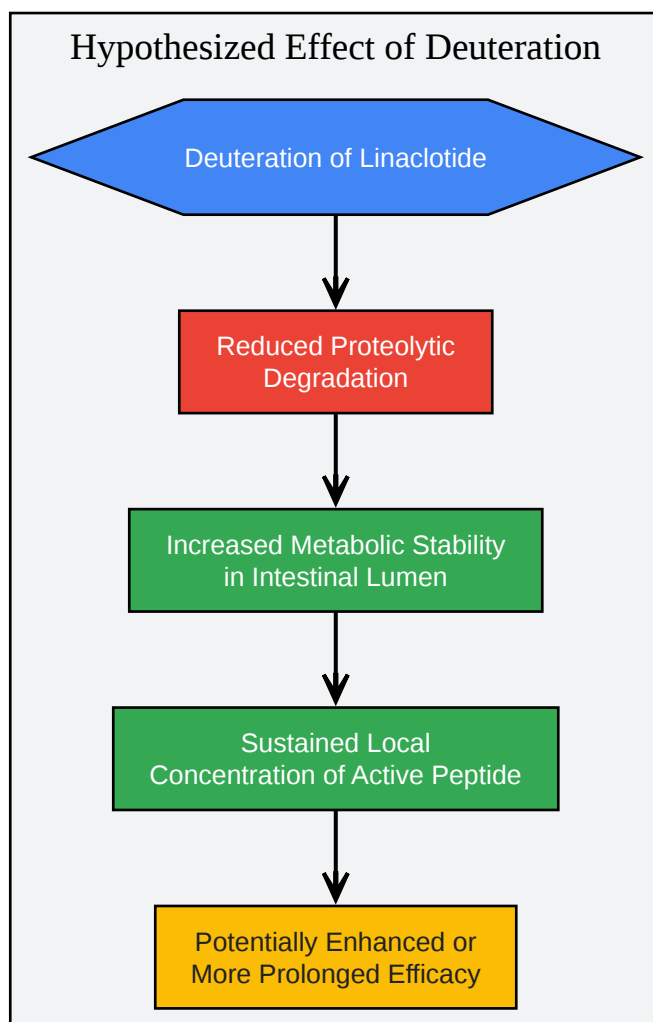 Hypothesized Effect of Deuteration
Deuteration of Linaclotide
Reduced Proteolytic
Degradation
Increased Metabolic Stability
in Intestinal Lumen
Sustained Local
Concentration of Active Peptide
Potentially Enhanced or
More Prolonged Efficacy